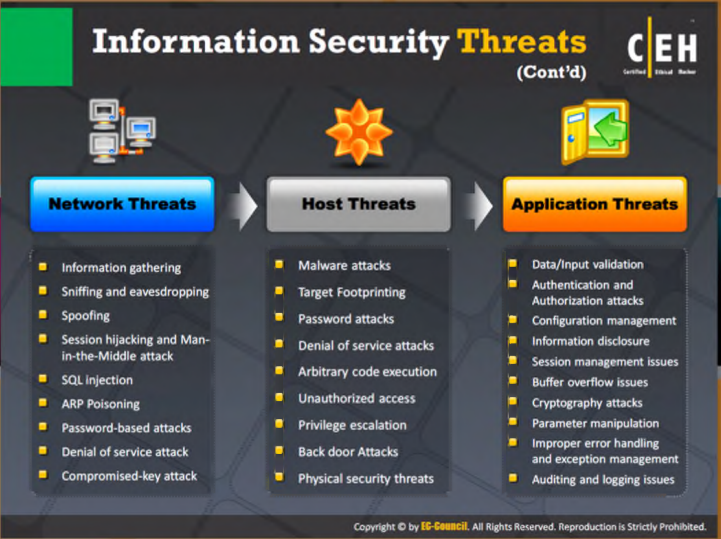 Information Security Threats
(Cont'd)
CEH
Certified Ethical Hacker
Network Threats
Information gathering
Sniffing and eavesdropping
Spoofing
Session hijacking and Man-
in-the-Middle attack
SQL injection
ARP Poisoning
Password-based attacks
Denial of service attack
Compromised-key attack
Host Threats
Malware attacks
Target Footprinting
Password attacks
Denial of service attacks
Arbitrary code execution
Unauthorized access
Privilege escalation
Back door Attacks
Physical security threats
Application Threats
Data/Input validation
Authentication and
Authorization attacks
Configuration management
Information disclosure
Session management issues
Buffer overflow issues
Cryptography attacks
Parameter manipulation
Improper error handling
and exception management
Auditing and logging issues
Copyright © by EC-Council. All Rights Reserved. Reproduction is Strictly Prohibited.